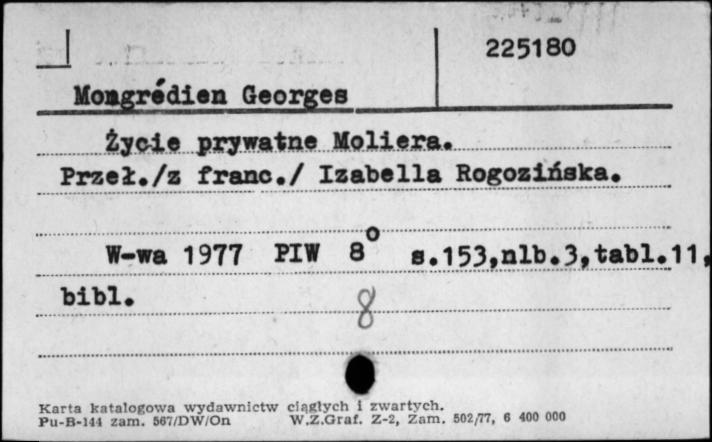 225180
Mongrédien Georges
Życie prywatne Moliera.
Przeł./z franc./ Izabella Rogozińska.
W-wa 1977 PIW 8° s.153,nlb.3,tabl.11,
bibl.
8
Karta katalogowa wydawnictw ciągłych i zwartych.
Pu-B-144 zam. 567/DW/On W.Z.Graf. Z-2, Zam. 502/77, 6 400 000